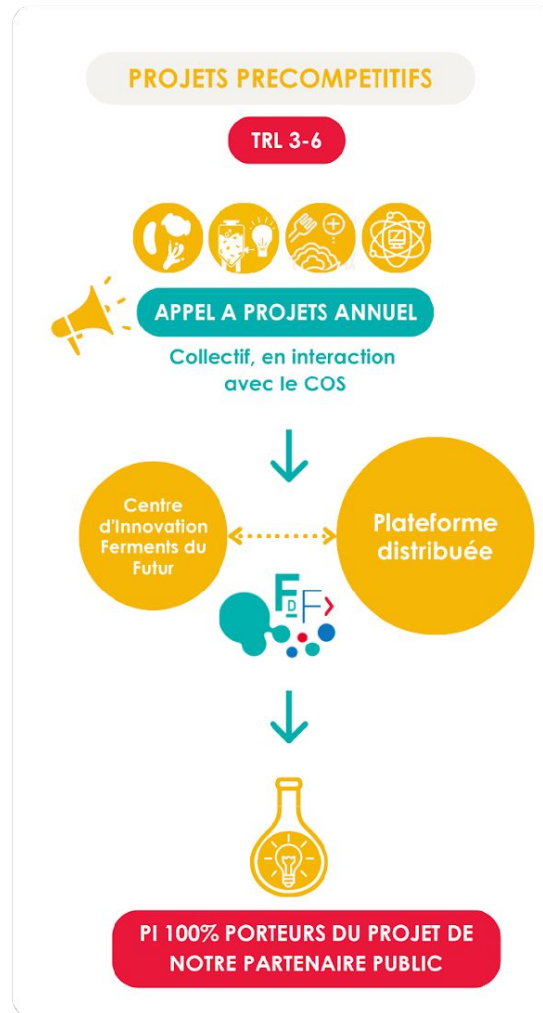 PROJETS PRECOMPETITIFS
TRL 3-6
APPEL A PROJETS ANNUEL
Collectif, en interaction
avec le COS
Centre
d'Innovation
Ferments du
Futur
Plateforme
distribuée
FDF
PI 100% PORTEURS DU PROJET DE
NOTRE PARTENAIRE PUBLIC